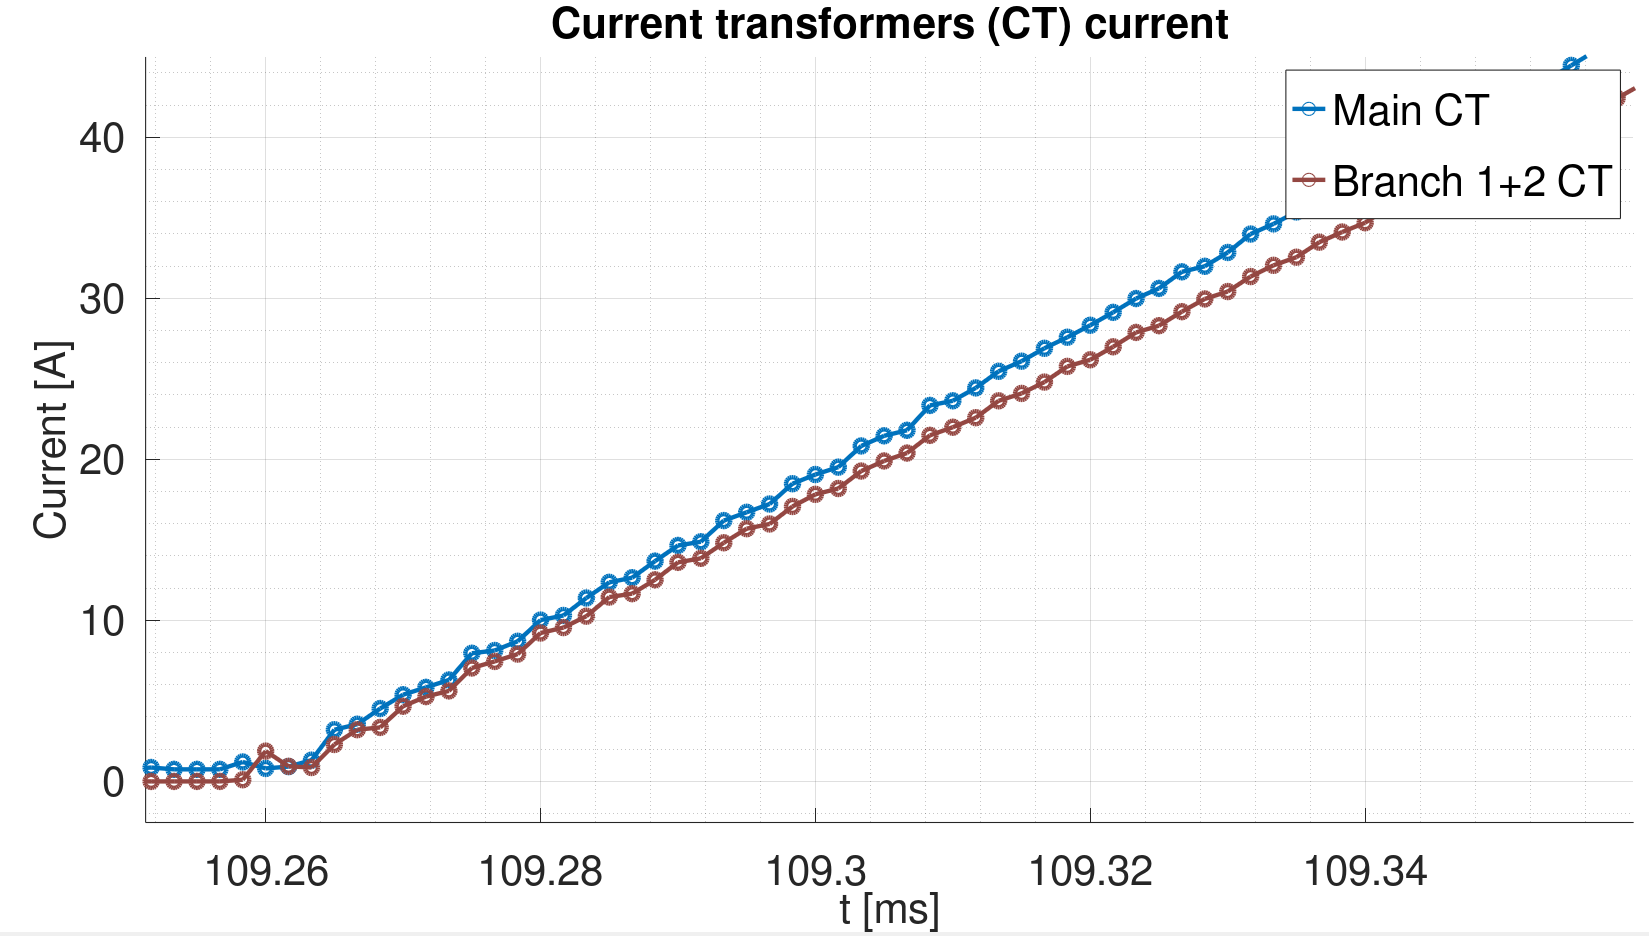 Current transformers (CT) current
Main CT
Branch 1+2 CT
40
30
20
10
0
Current [A]
109.26 109.28 109.3 109.32 109.34
t [ms]